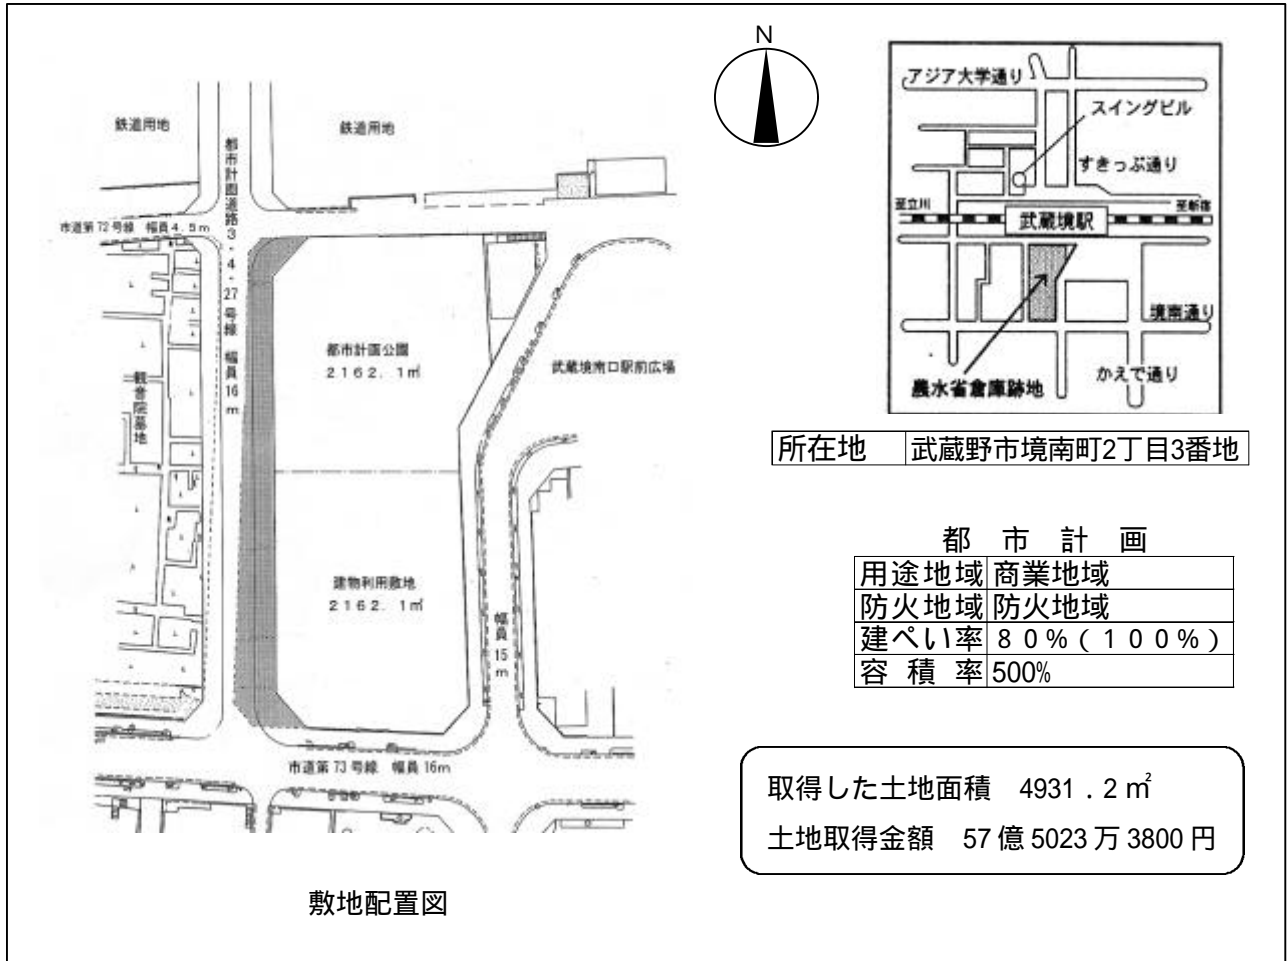 N
鉄道用地
鉄道用地
都市計画道路3・4・27号線 幅員16m
市道第72号線 幅員4.5m
都市計画公園
2162.1㎡
武蔵境南口駅前広場
観音院墓地
建物利用敷地
2162.1㎡
幅員15m
市道第73号線 幅員16m
敷地配置図
アジア大学通り
スイングビル
すきっぷ通り
至立川
至新宿
武蔵境駅
境南通り
かえで通り
農水省倉庫跡地
所在地 武蔵野市境南町2丁目3番地
都市計画
用途地域 商業地域
防火地域 防火地域
建ぺい率 80%(100%)
容積率 500%
取得した土地面積 4931.2㎡
土地取得金額 57億5023万3800円